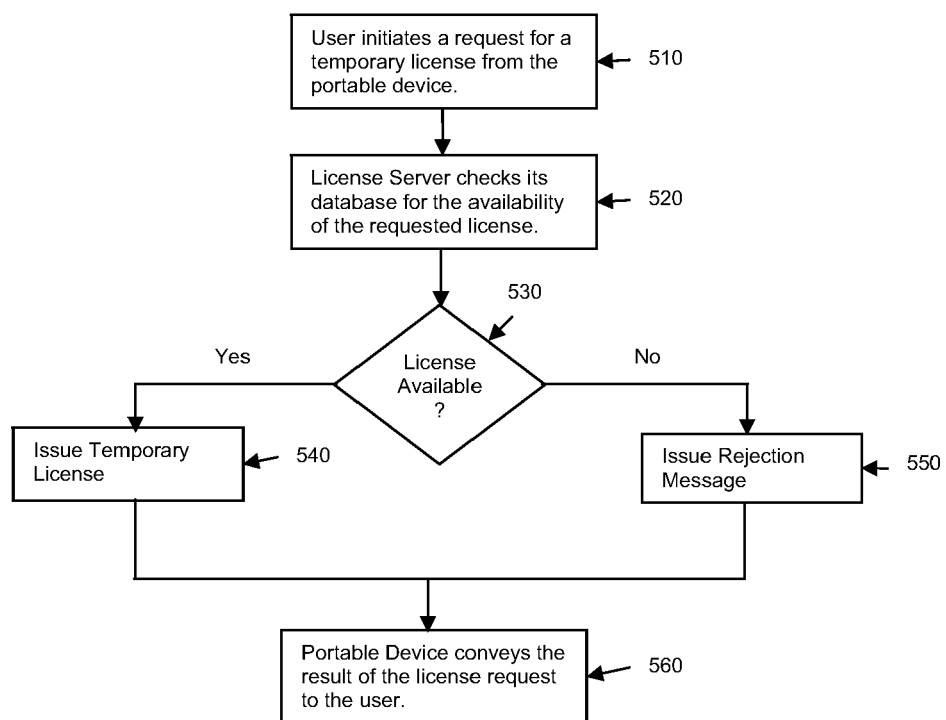 User initiates a request for a
temporary license from the
portable device.
510
License Server checks its
database for the availability
of the requested license.
520
530
License
Available
?
Yes
No
Issue Temporary
License
540
Issue Rejection
Message
550
Portable Device conveys the
result of the license request
to the user.
560